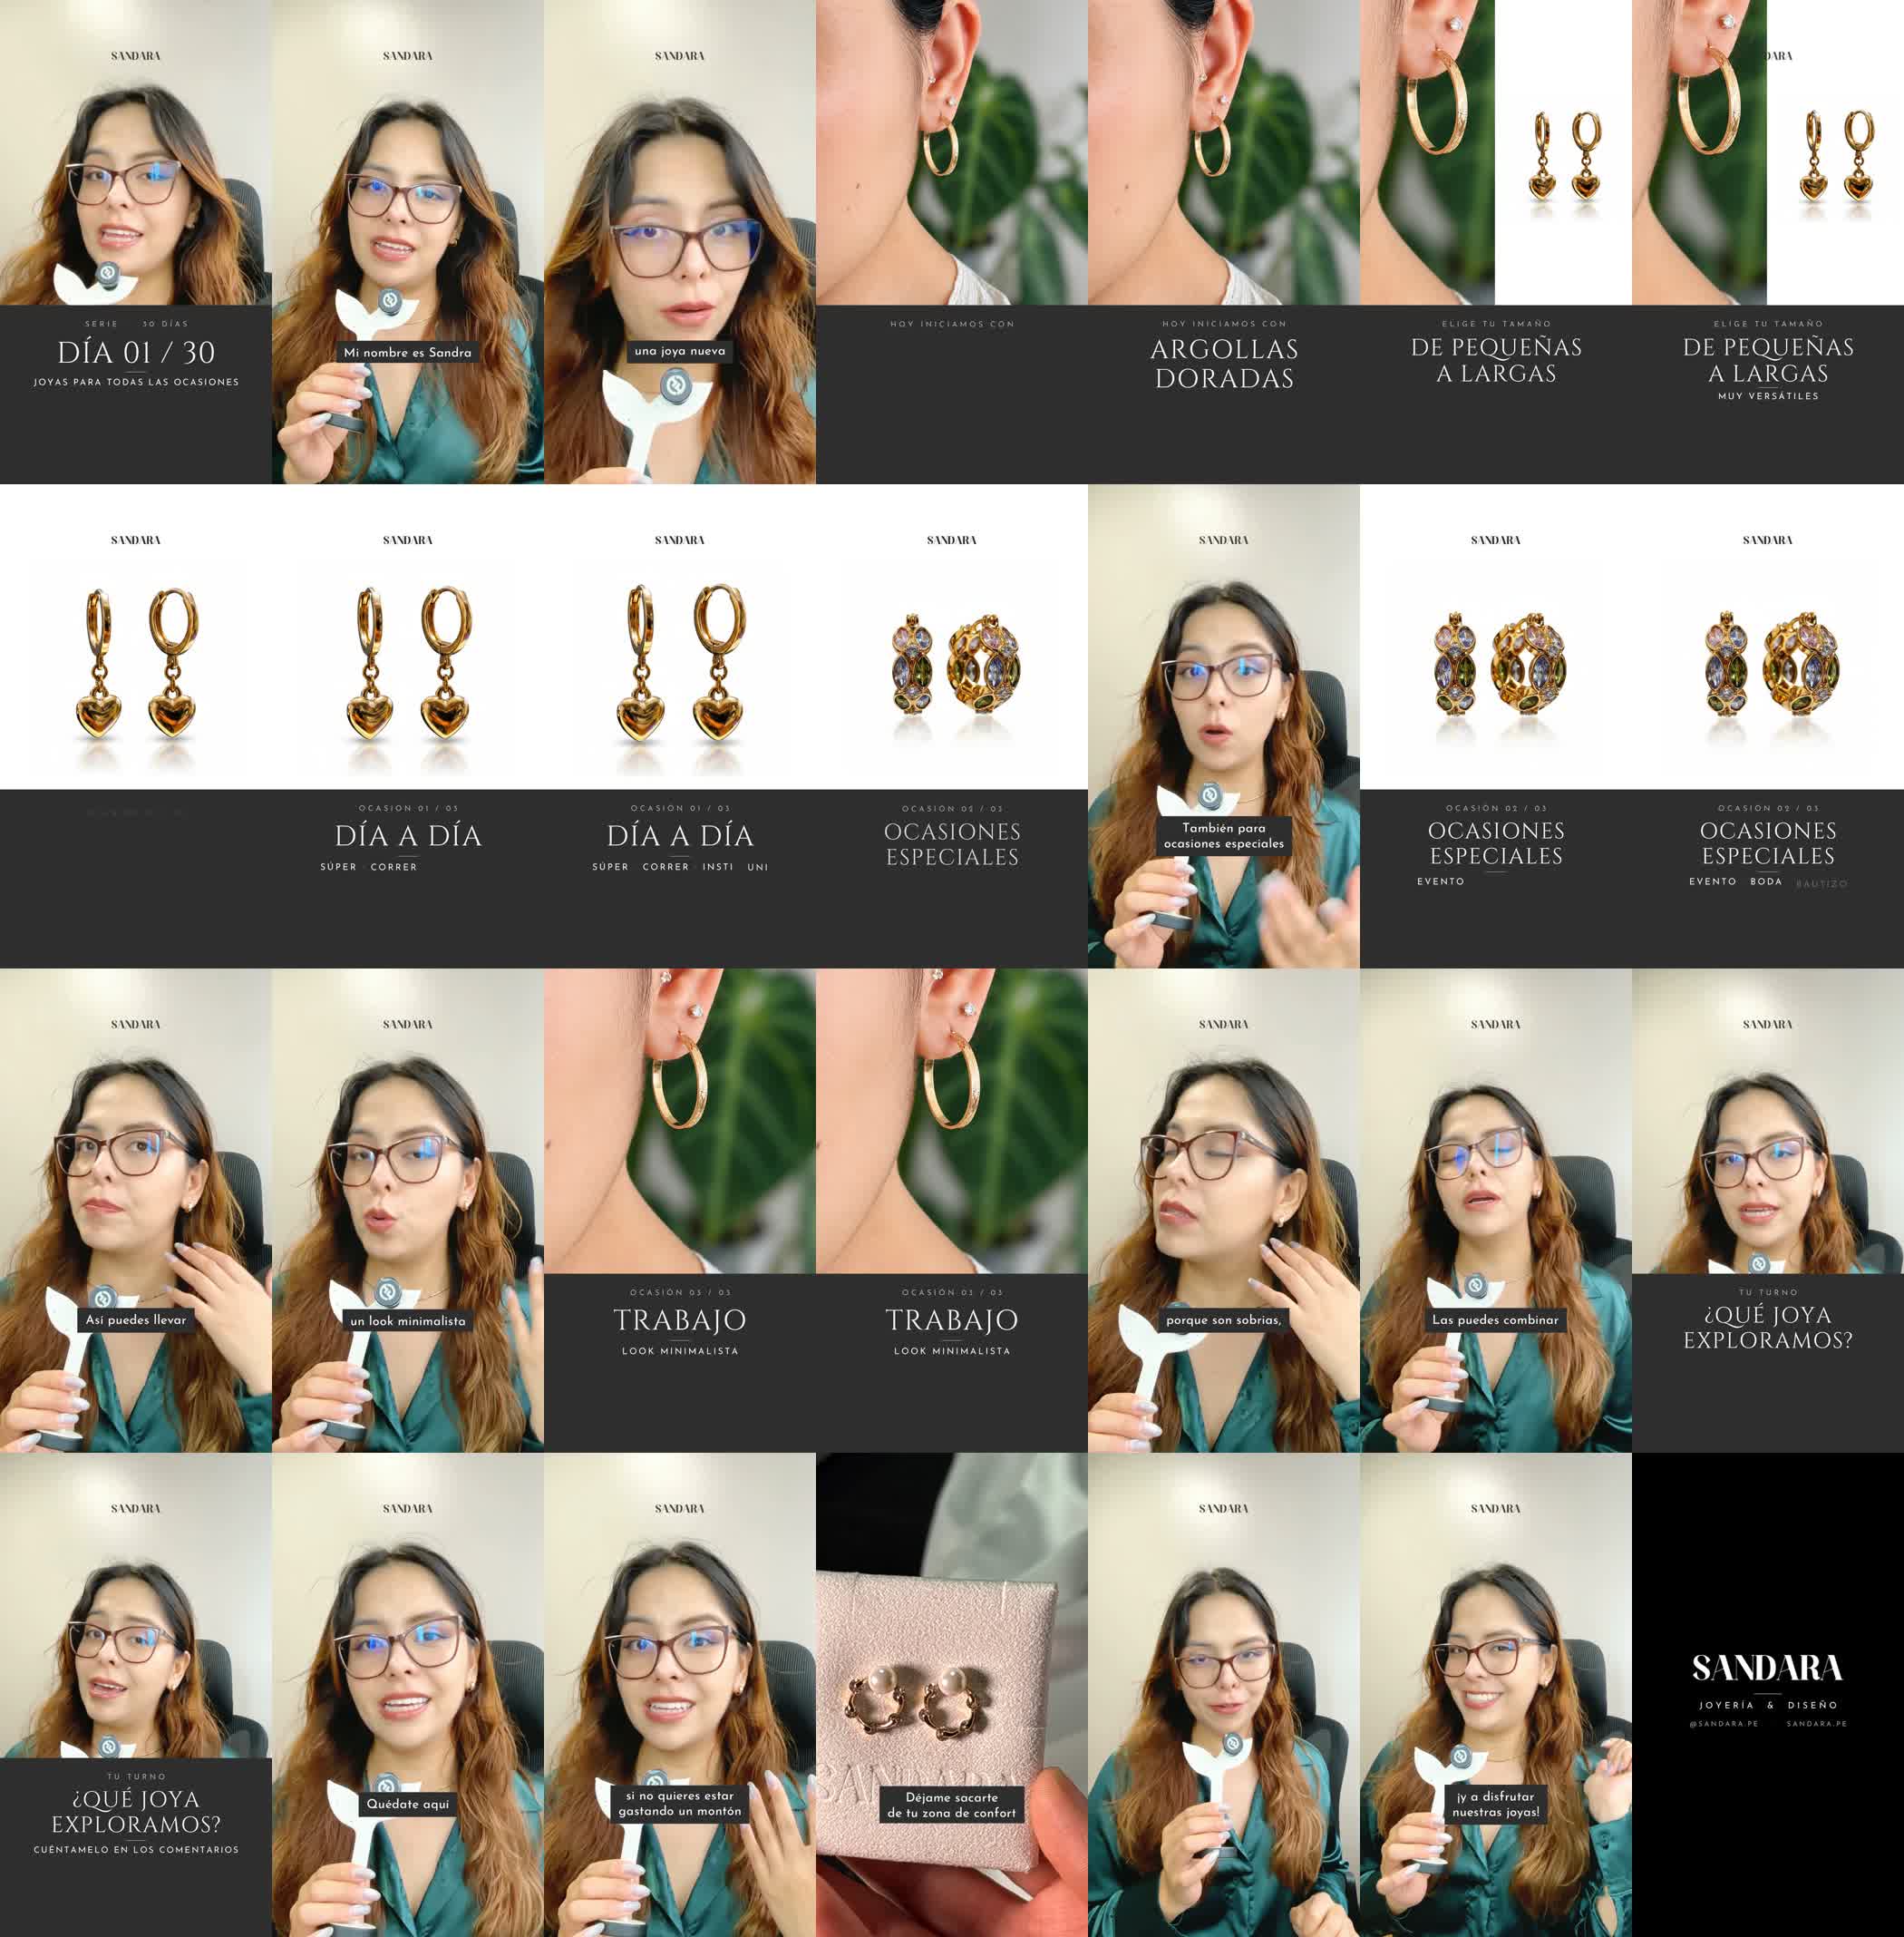 SANDARA
SERIE 30 DÍAS
DÍA 01 / 30
JOYAS PARA TODAS LAS OCASIONES
SANDARA
Mi nombre es Sandra
SANDARA
una joya nueva
HOY INICIAMOS CON
HOY INICIAMOS CON
ARGOLLAS
DORADAS
ELIGE TU TAMAÑO
DE PEQUEÑAS
A LARGAS
DARA
ELIGE TU TAMAÑO
DE PEQUEÑAS
A LARGAS
MUY VERSÁTILES
SANDARA
SANDARA
OCASIÓN 01 / 03
DÍA A DÍA
SÚPER · CORRER
SANDARA
OCASIÓN 01 / 03
DÍA A DÍA
SÚPER CORRER · INSTI UNI
SANDARA
OCASIÓN 02 / 03
OCASIONES
ESPECIALES
SANDARA
También para
ocasiones especiales
SANDARA
OCASIÓN 02 / 03
OCASIONES
ESPECIALES
EVENTO
SANDARA
OCASIÓN 02 / 03
OCASIONES
ESPECIALES
EVENTO BODA BAUTIZO
SANDARA
Así puedes llevar
SANDARA
un look minimalista
OCASIÓN 03 / 03
TRABAJO
LOOK MINIMALISTA
OCASIÓN 03 / 03
TRABAJO
LOOK MINIMALISTA
SANDARA
porque son sobrias,
SANDARA
Las puedes combinar
SANDARA
TU TURNO
¿QUÉ JOYA
EXPLORAMOS?
SANDARA
TU TURNO
¿QUÉ JOYA
EXPLORAMOS?
CUÉNTAMELO EN LOS COMENTARIOS
SANDARA
Quédate aquí
SANDARA
si no quieres estar
gastando un montón
SANDARA
Déjame sacarte
de tu zona de confort
SANDARA
SANDARA
¡y a disfrutar
nuestras joyas!
SANDARA
JOYERÍA & DISEÑO
@SANDARA.PE SANDARA.PE